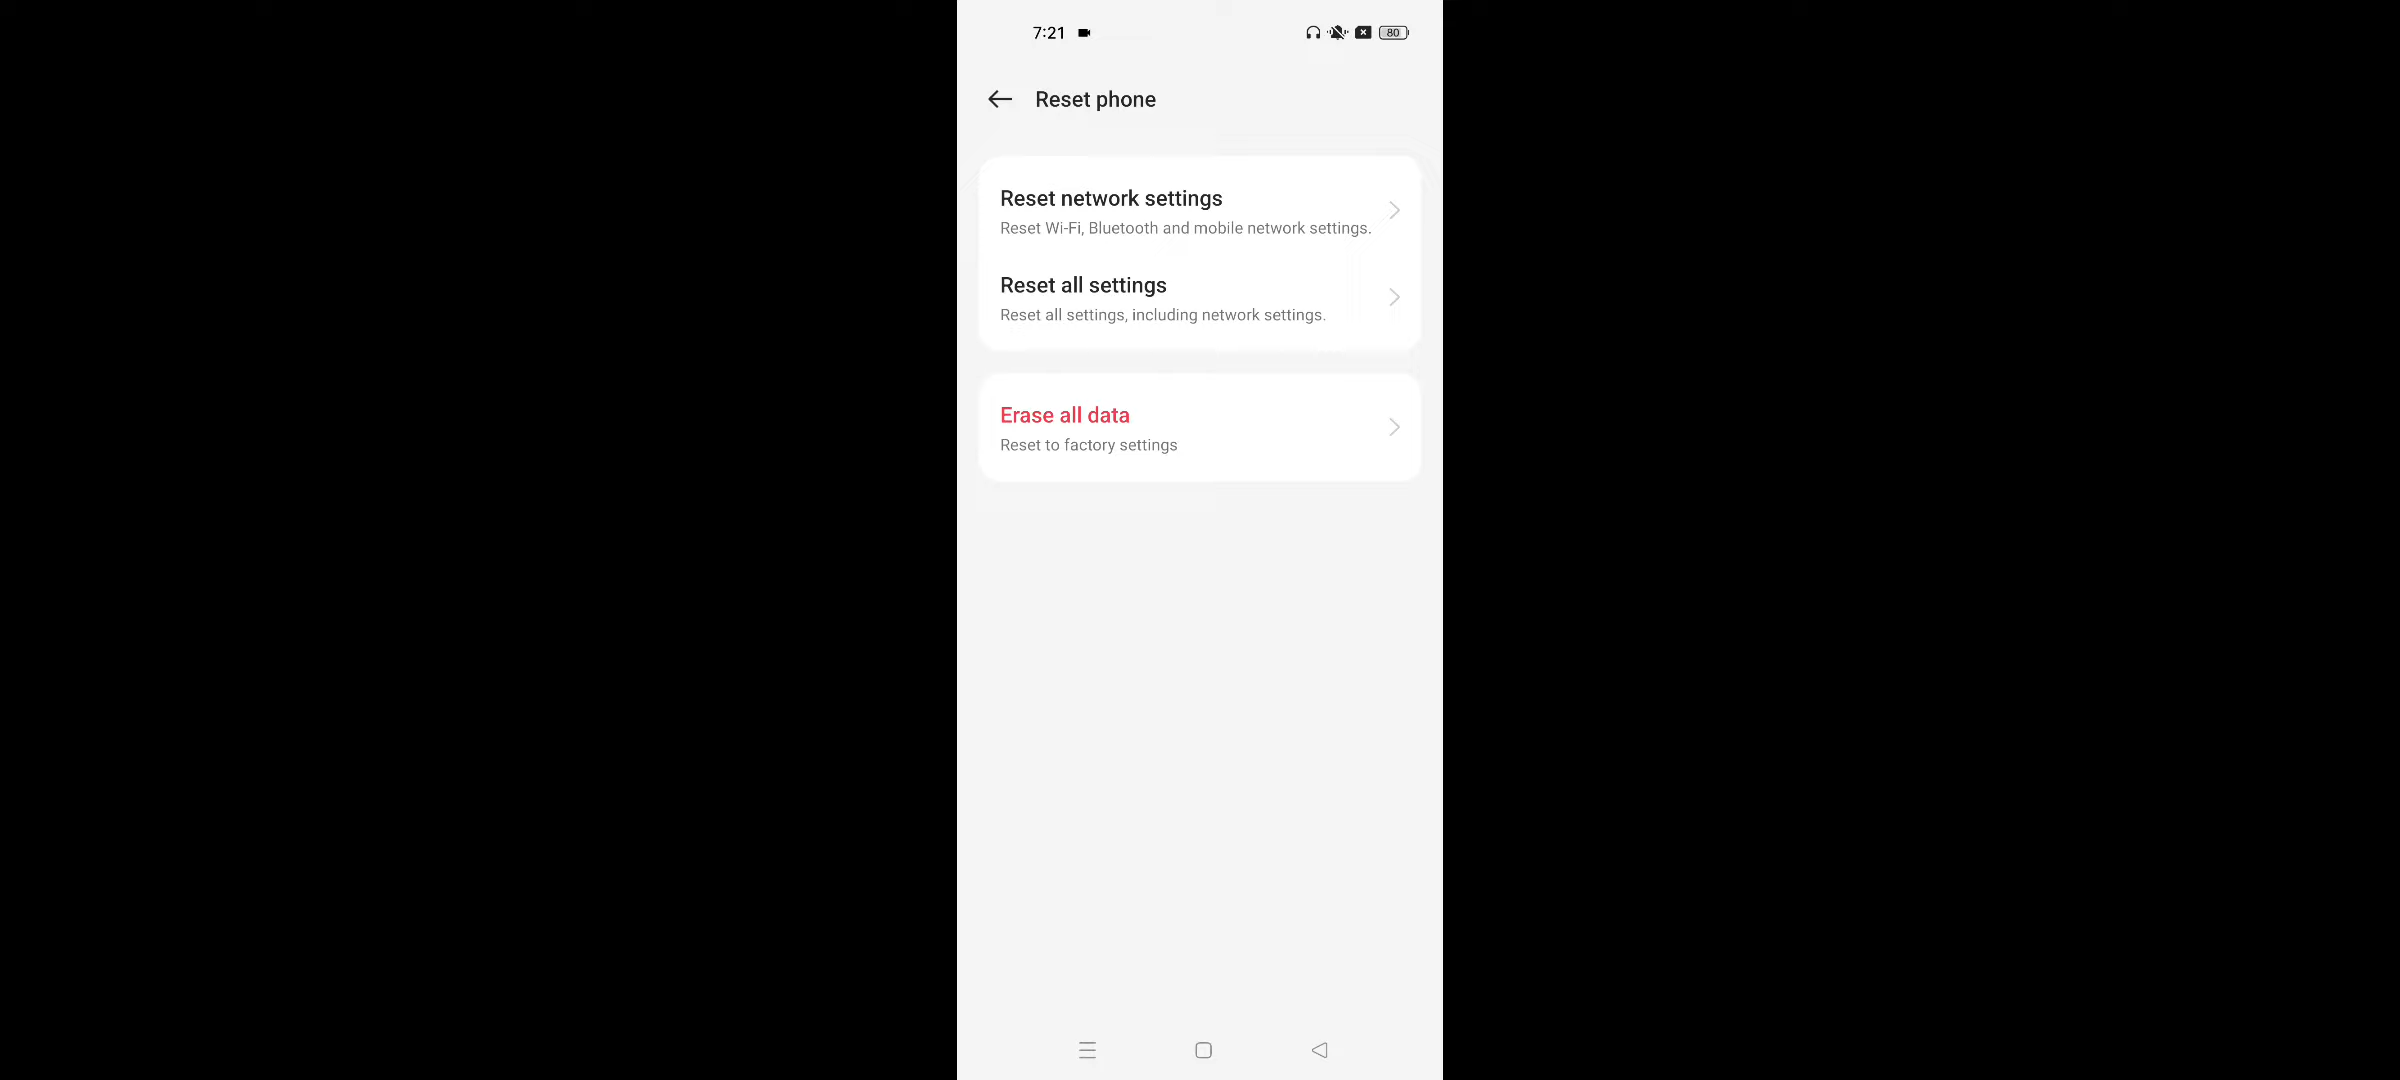 7:21
80
Reset phone
Reset network settings
Reset Wi-Fi, Bluetooth and mobile network settings.
Reset all settings
Reset all settings, including network settings.
Erase all data
Reset to factory settings